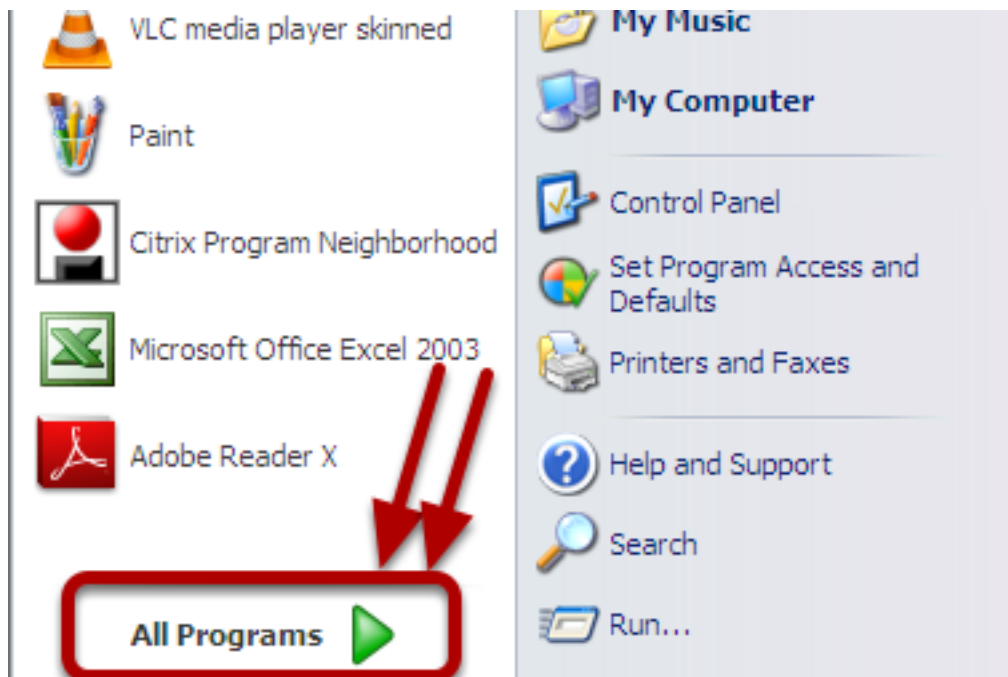 VLC media player skinned
Paint
Citrix Program Neighborhood
Microsoft Office Excel 2003
Adobe Reader X
All Programs
My Music
My Computer
Control Panel
Set Program Access and
Defaults
Printers and Faxes
Help and Support
Search
Run...